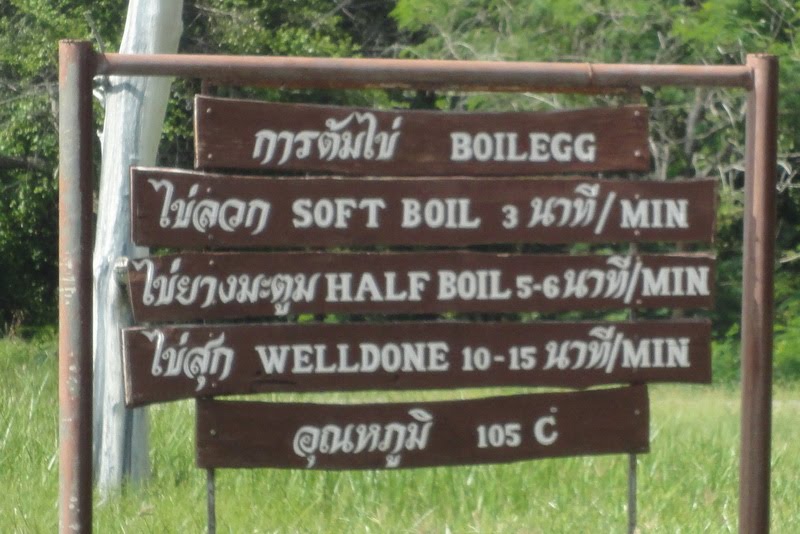 การต้มไข่ BOILEGG
ไข่ลวก SOFT BOIL 3 นาที/MIN
ไข่ยางมะตูม HALF BOIL 5-6 นาที/MIN
ไข่สุก WELLDONE 10-15 นาที/MIN
อุณหภูมิ 105 C